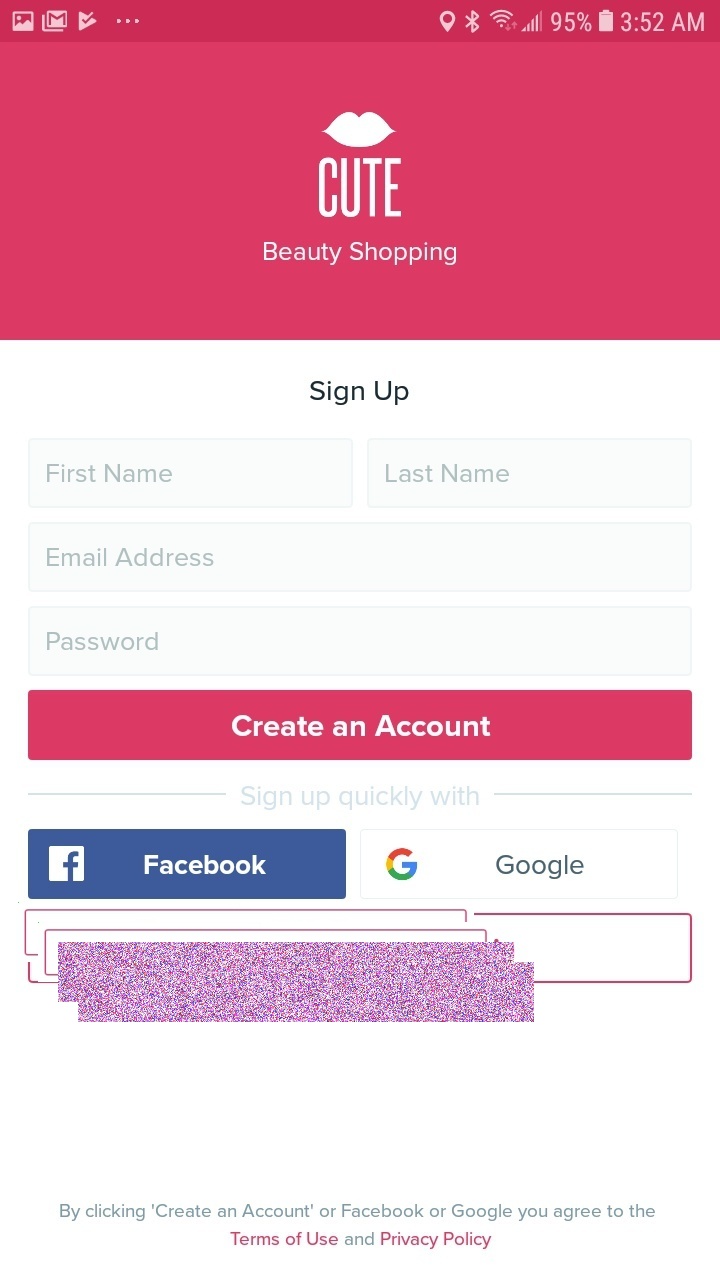 95% 3:52 AM
CUTE
Beauty Shopping
Sign Up
First Name Last Name
Email Address
Password
Create an Account
Sign up quickly with
Facebook Google
By clicking 'Create an Account' or Facebook or Google you agree to the
Terms of Use and Privacy Policy